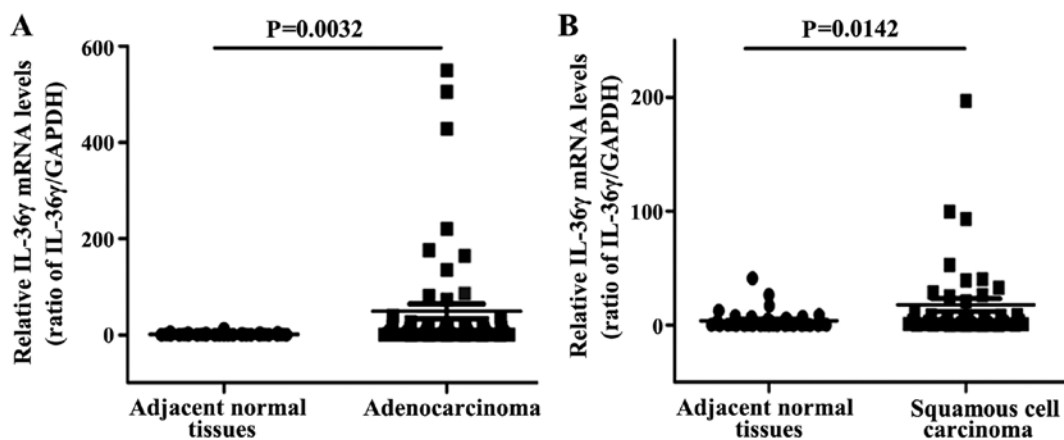 A
P=0.0032
Relative IL-36γ mRNA levels
(ratio of IL-36γ/GAPDH)
600
400
200
0
Adjacent normal
tissues
Adenocarcinoma
B
P=0.0142
Relative IL-36γ mRNA levels
(ratio of IL-36γ/GAPDH)
200
100
0
Adjacent normal
tissues
Squamous cell
carcinoma